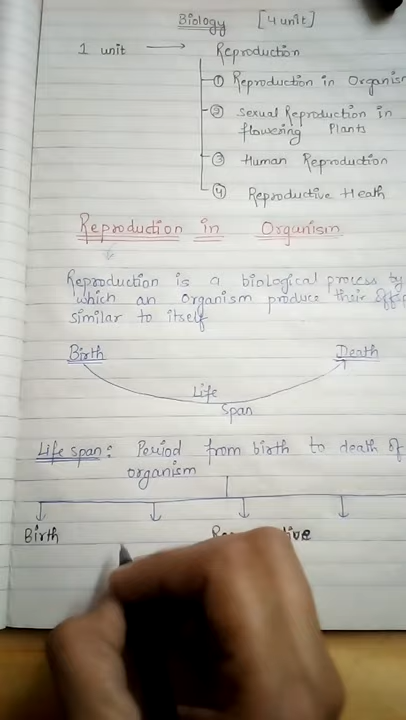 Biology [4 unit]
1 unit → Reproduction
① Reproduction in Organism
② Sexual Reproduction in
flowering Plants
③ Human Reproduction
④ Reproductive Heath
Reproduction in Organism
Reproduction is a biological process by
which an organism produce their
similar to itself
Birth Death
Life
Span
Life span: Period from birth to death of
organism
Birth